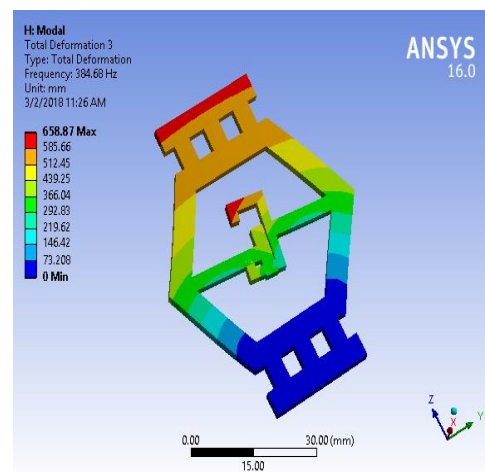 H: Modal
Total Deformation 3
Type: Total Deformation
Frequency: 384.68 Hz
Unit: mm
3/2/2018 11:26 AM
ANSYS
16.0
658.87 Max
585.66
512.45
439.25
366.04
292.83
219.62
146.42
73.208
0 Min
0.00
30.00 (mm)
15.00
Z
Y
X